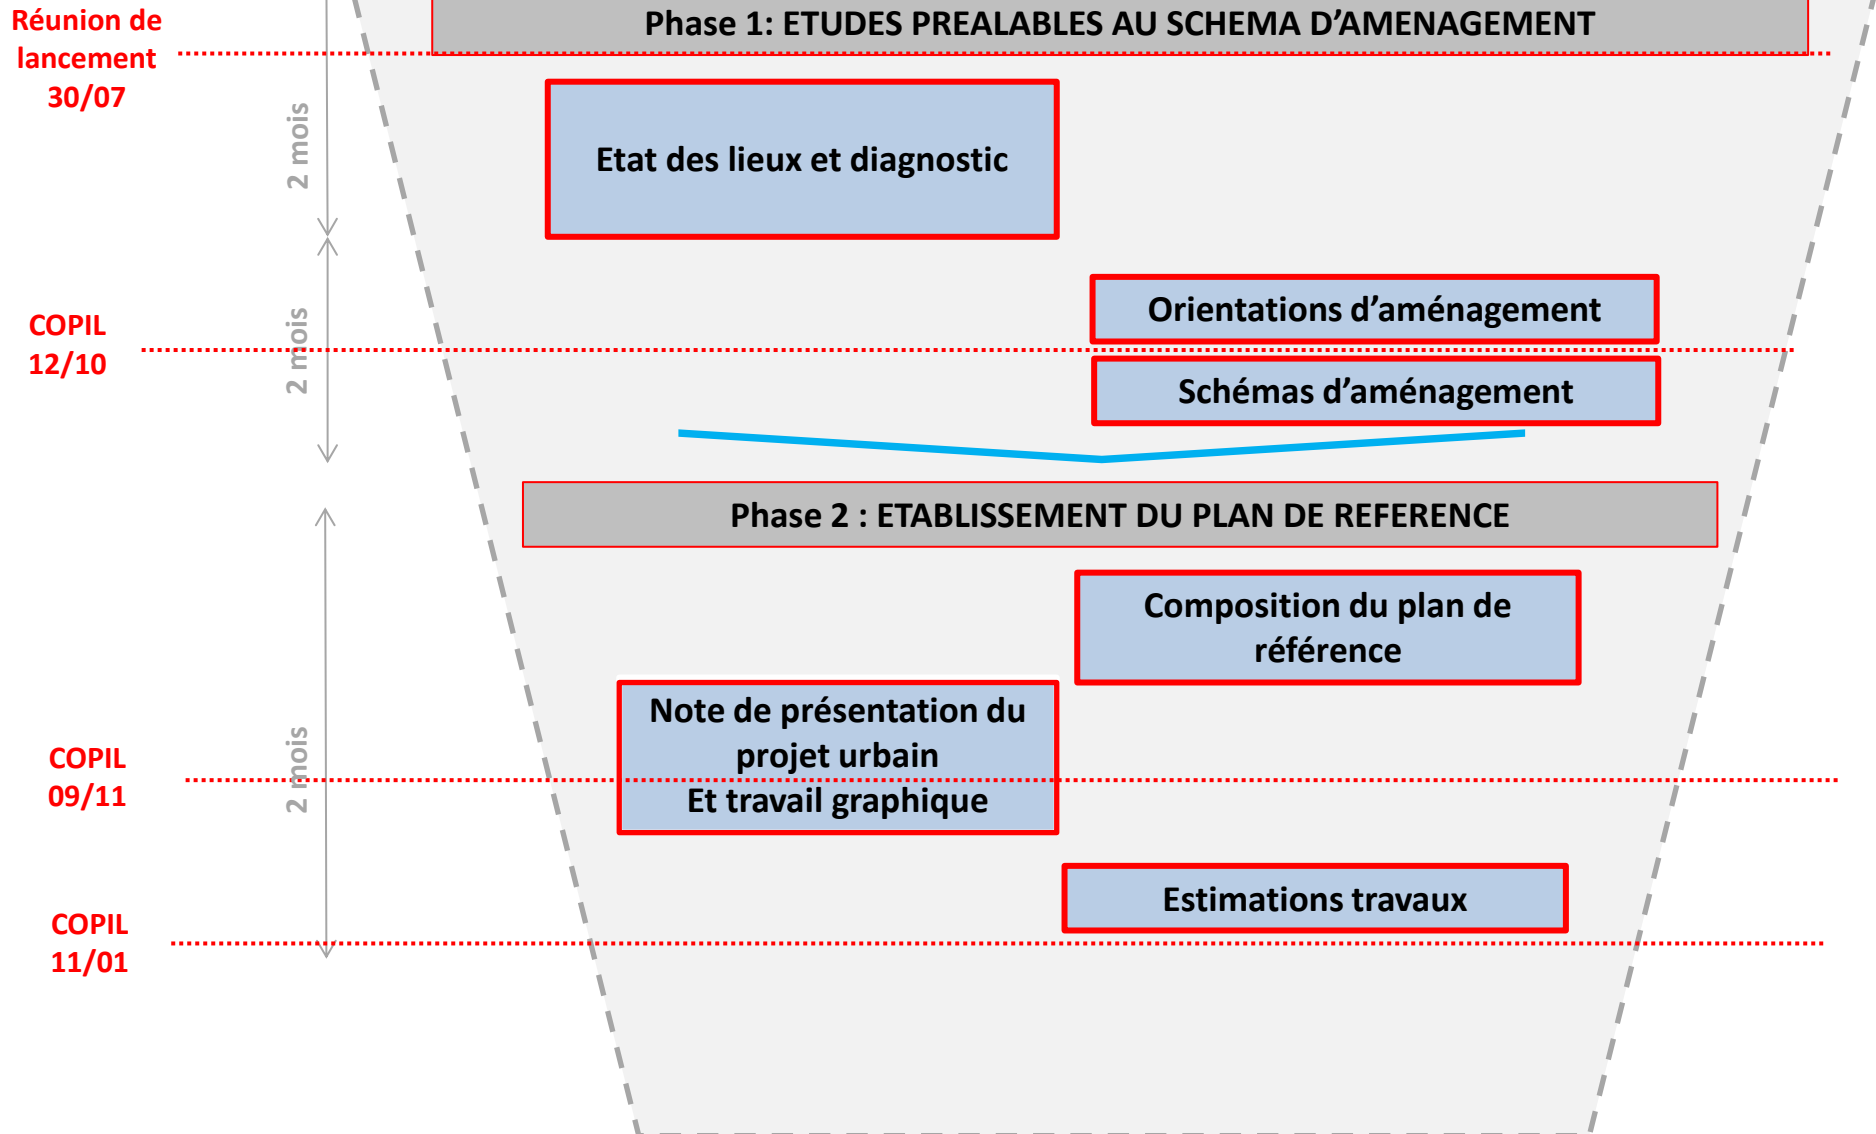 Réunion de
lancement
30/07
Phase 1: ETUDES PREALABLES AU SCHEMA D’AMENAGEMENT
2 mois
Etat des lieux et diagnostic
2 mois
COPIL
12/10
Orientations d’aménagement
Schémas d’aménagement
Phase 2 : ETABLISSEMENT DU PLAN DE REFERENCE
2 mois
Composition du plan de
référence
COPIL
09/11
Note de présentation du
projet urbain
Et travail graphique
Estimations travaux
COPIL
11/01